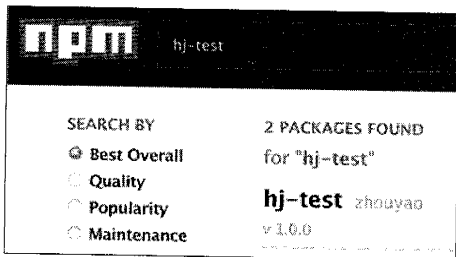 npm
hj-test
SEARCH BY
Best Overall
Quality
Popularity
Maintenance
2 PACKAGES FOUND
for "hj-test"
hj-test zhouyao
v 1.0.0